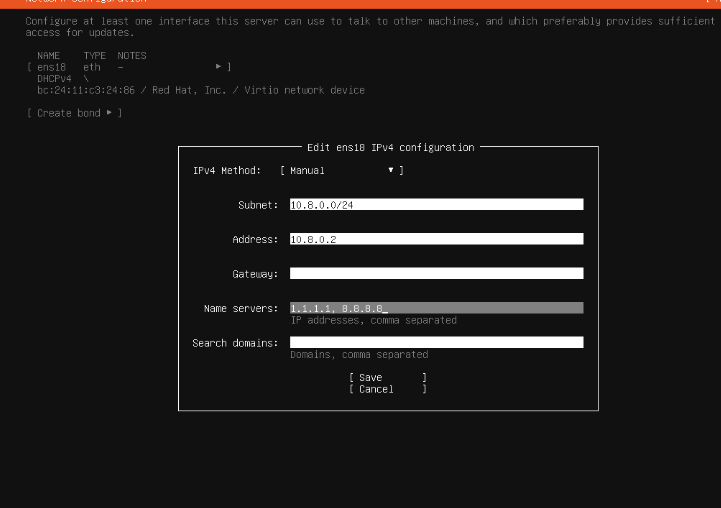 Network configuration
Configure at least one interface this server can use to talk to other machines, and which preferably provides sufficient
access for updates.
NAME TYPE NOTES
[ ens18 eth – ▸ ]
DHCPv4 \
bc:24:11:c3:24:86 / Red Hat, Inc. / Virtio network device
[ Create bond ▸ ]
Edit ens18 IPv4 configuration
IPv4 Method: [ Manual ▾ ]
Subnet: 10.8.0.0/24
Address: 10.8.0.2
Gateway:
Name servers: 1.1.1.1, 8.8.8.8_
IP addresses, comma separated
Search domains:
Domains, comma separated
[ Save ]
[ Cancel ]